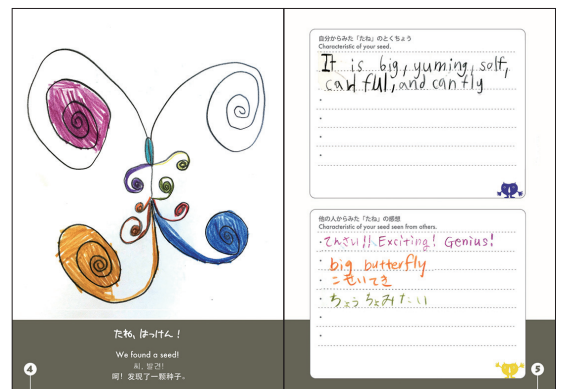 たね、はっけん！
We found a seed!
씨, 발견!
呵！发现了一颗种子。
4
自分からみた「たね」のとくちょう
Characteristic of your seed.
It is big, yuming, solf,
carlful, and can fly
他の人からみた「たね」の感想
Characteristic of your seed seen from others.
・てんさい!! Exciting! Genius!
・big butterfly
・こせいてき
・ちょうちょみたい
5